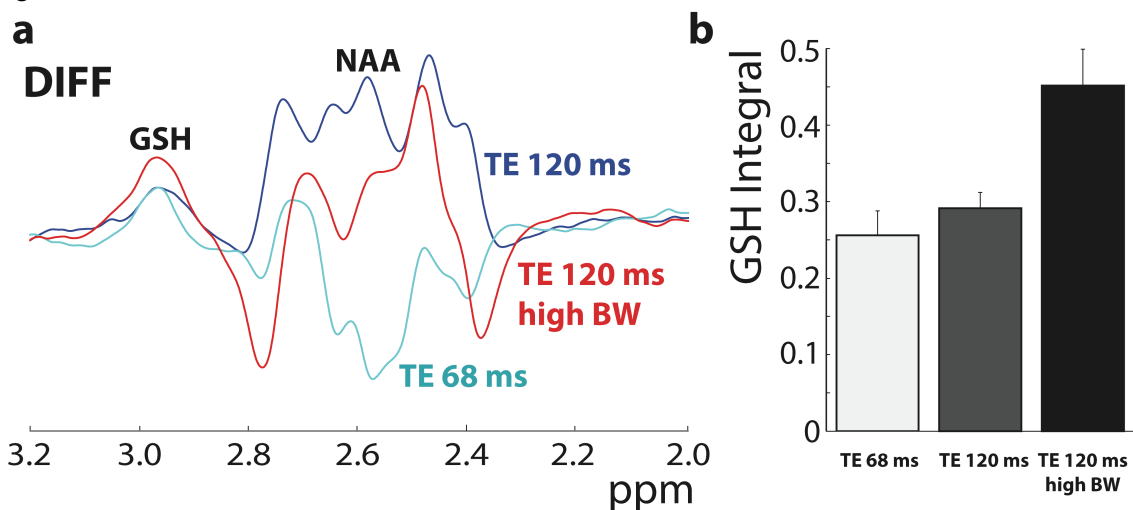 a
DIFF
GSH
NAA
TE 120 ms
TE 120 ms
high BW
TE 68 ms
3.2 3.0 2.8 2.6 2.4 2.2 2.0
ppm
b
GSH Integral
0.5
0.4
0.3
0.2
0.1
0
TE 68 ms TE 120 ms TE 120 ms
high BW